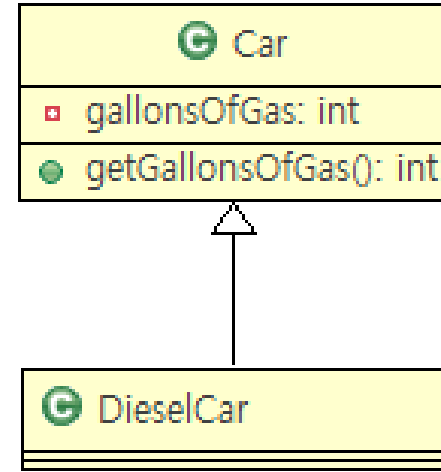 C Car
gallonsOfGas: int
getGallonsOfGas(): int
C DieselCar